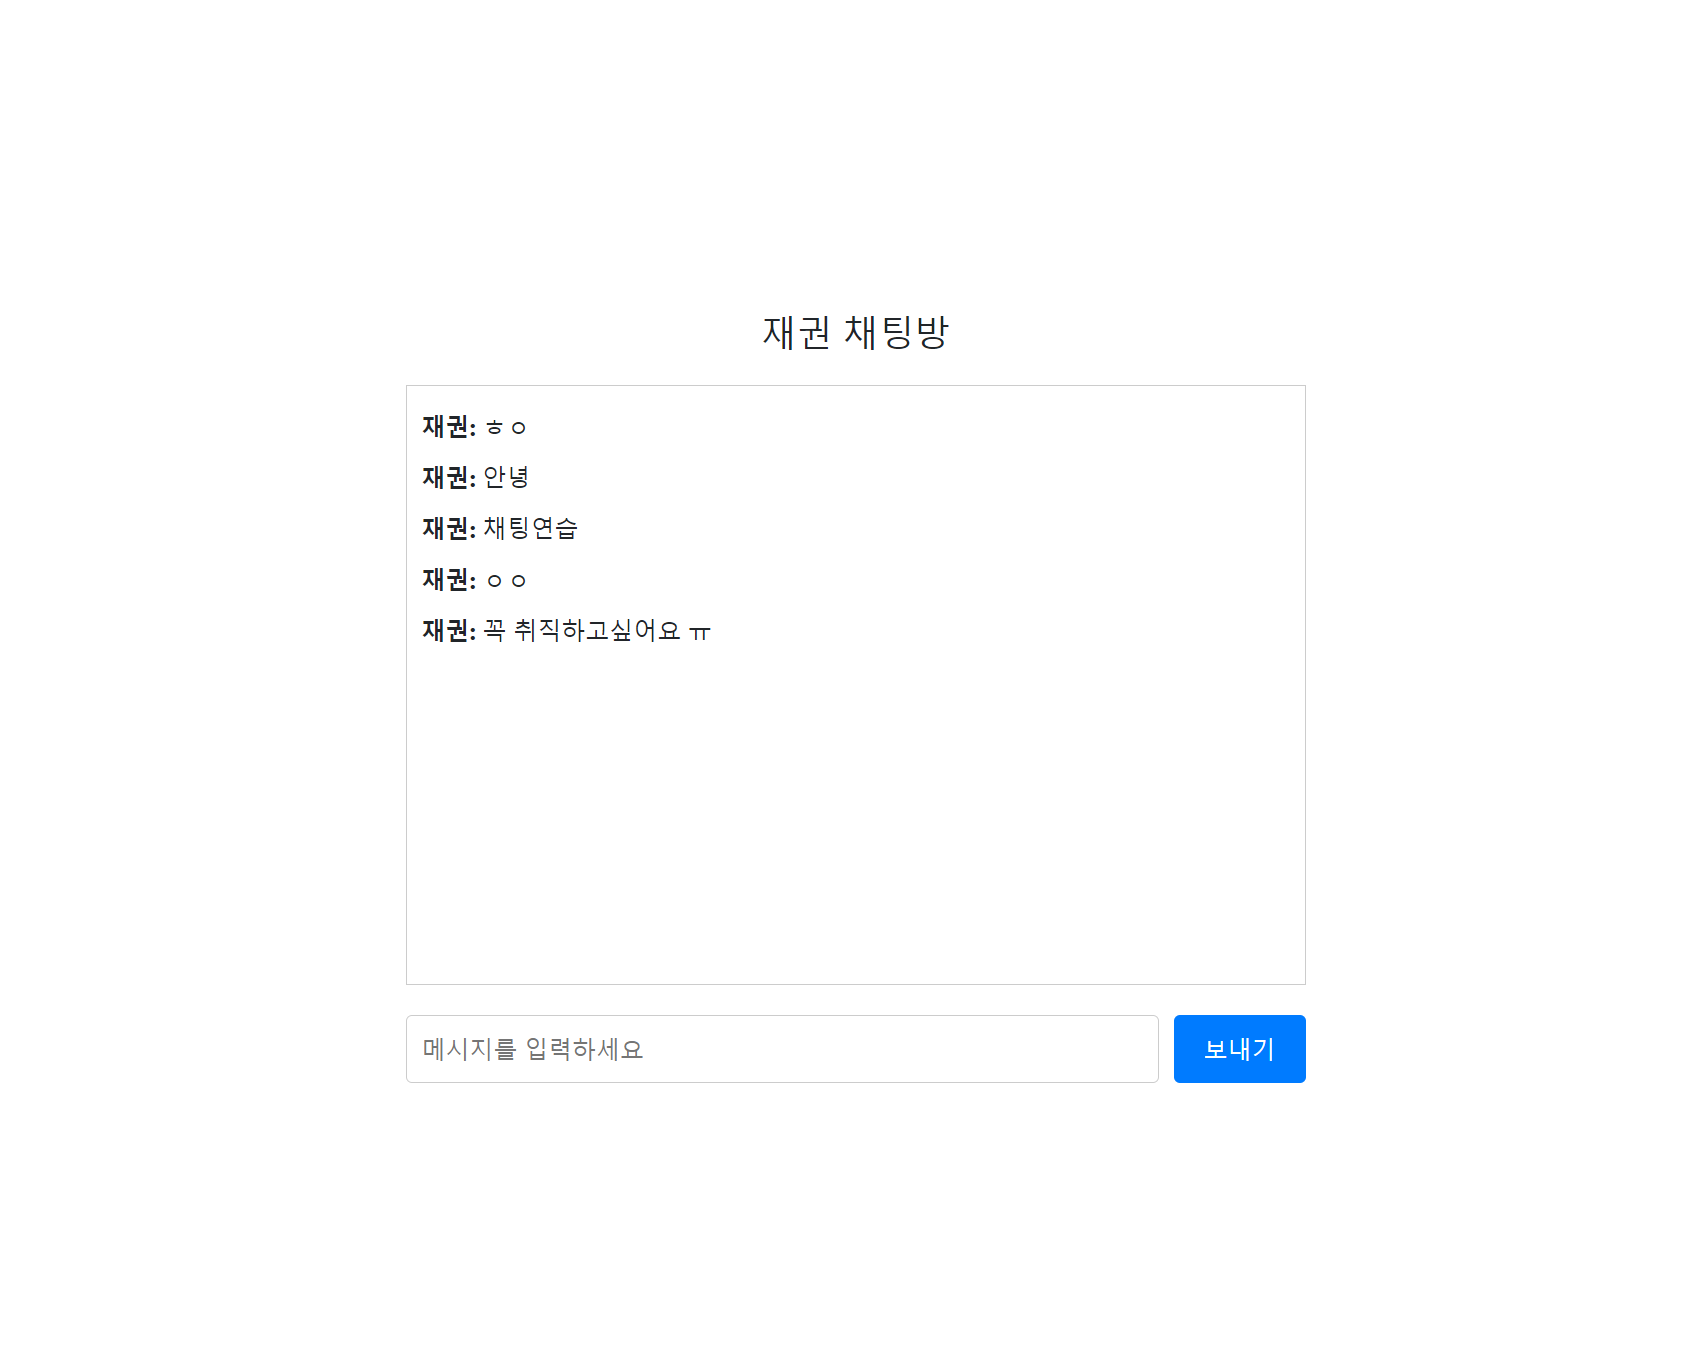 재권 채팅방
재권: ㅎㅇ
재권: 안녕
재권: 채팅연습
재권: ㅇㅇ
재권: 꼭 취직하고싶어요 ㅠ
메시지를 입력하세요
보내기